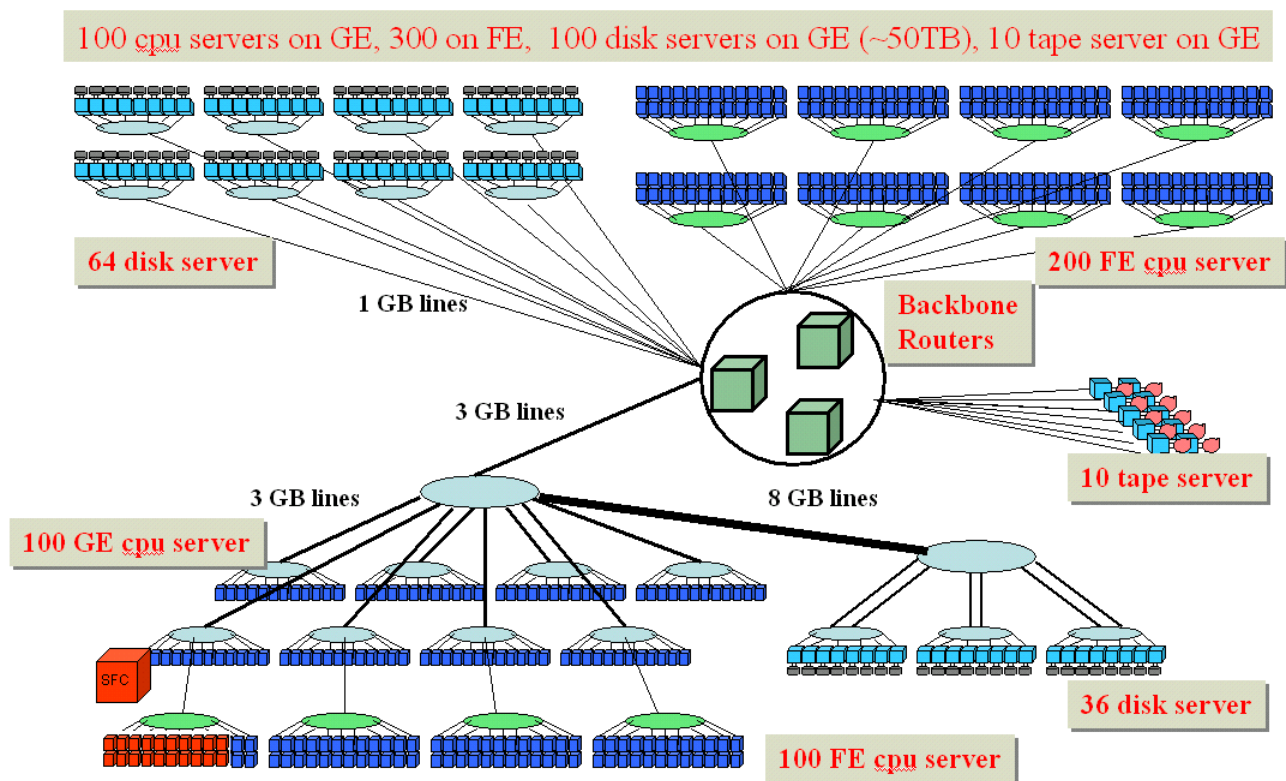 100 cpu servers on GE, 300 on FE, 100 disk servers on GE (~50TB), 10 tape server on GE
64 disk server
200 FE cpu server
1 GB lines
Backbone
Routers
3 GB lines
10 tape server
3 GB lines
8 GB lines
100 GE cpu server
SFC
36 disk server
100 FE cpu server